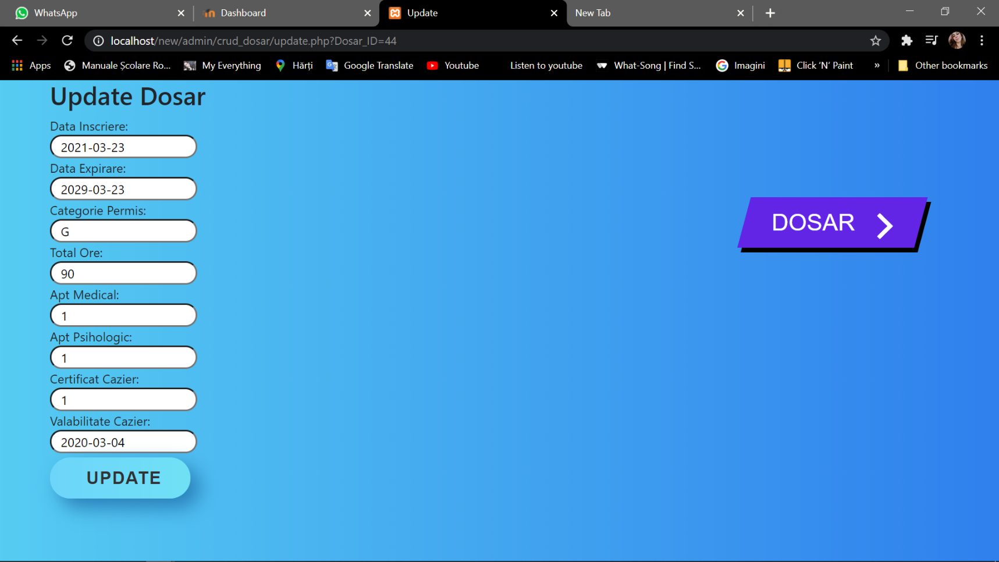 WhatsApp Dashboard Update New Tab
localhost/new/admin/crud_dosar/update.php?Dosar_ID=44
Apps Manuale Școlare Ro... My Everything Hărți Google Translate Youtube Listen to youtube What-Song | Find S... Imagini Click ‘N’ Paint » Other bookmarks
Update Dosar
Data Inscriere:
2021-03-23
Data Expirare:
2029-03-23
Categorie Permis:
G
Total Ore:
90
Apt Medical:
1
Apt Psihologic:
1
Certificat Cazier:
1
Valabilitate Cazier:
2020-03-04
UPDATE
DOSAR